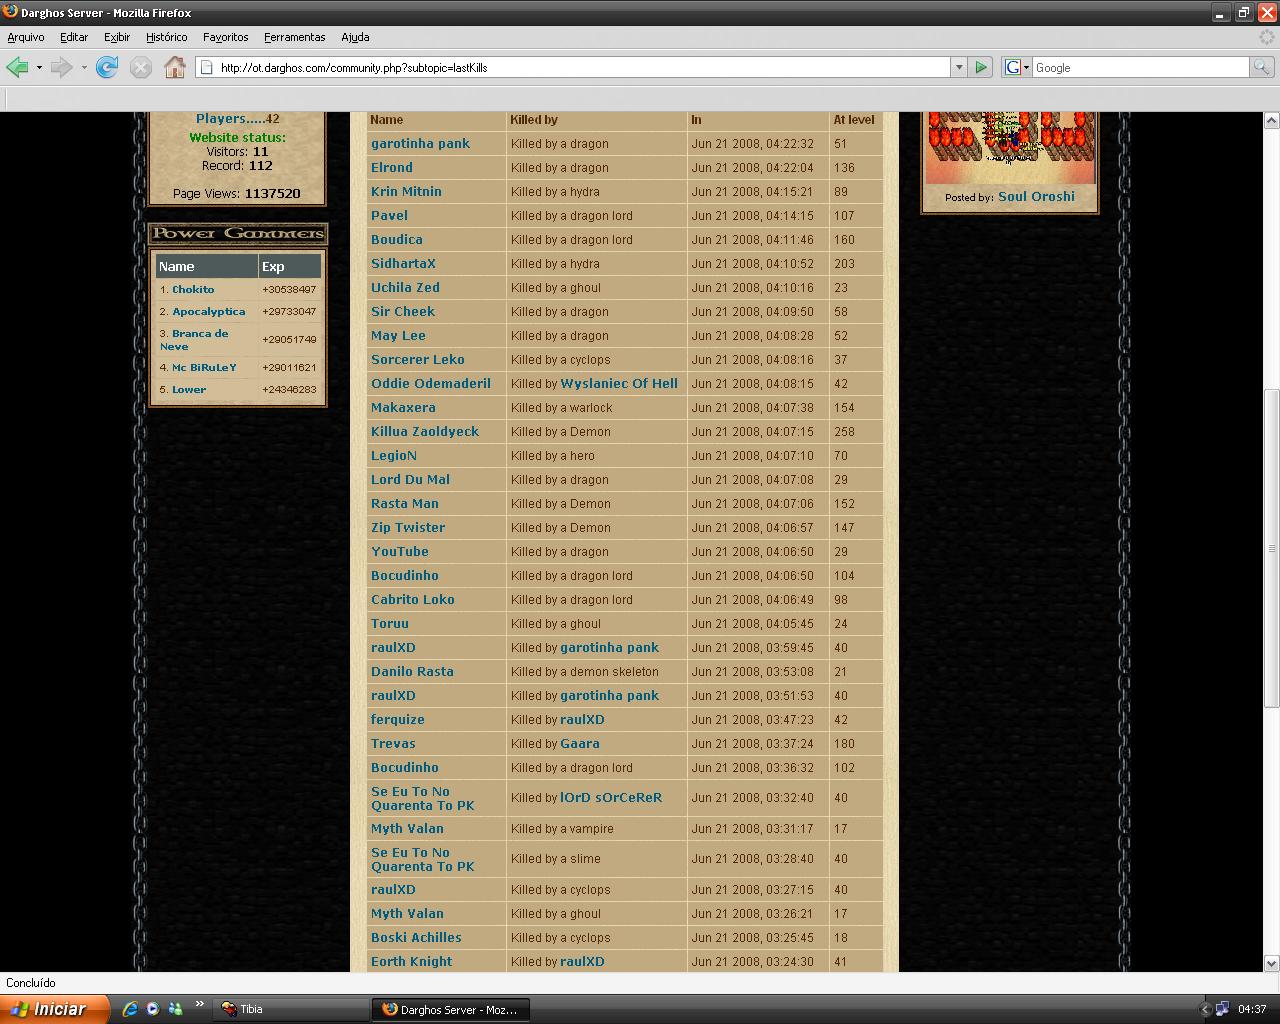 Darghos Server - Mozilla Firefox
Arquivo Editar Exibir Histórico Favoritos Ferramentas Ajuda
http://ot.darghos.com/community.php?subtopic=lastKills
G Google
Players.....42
Website status:
Visitors: 11
Record: 112
Page Views: 1137520
Power Gammers
Name Exp
1. Chokito +30538497
2. Apocalyptica +29733047
3. Branca de Neve +29051749
4. Mc BiRuLeY +29011621
5. Lower +24346283
Name Killed by In At level
garotinha pank Killed by a dragon Jun 21 2008, 04:22:32 51
Elrond Killed by a dragon Jun 21 2008, 04:22:04 136
Krin Mitnin Killed by a hydra Jun 21 2008, 04:15:21 89
Pavel Killed by a dragon lord Jun 21 2008, 04:14:15 107
Boudica Killed by a dragon lord Jun 21 2008, 04:11:46 160
SidhartaX Killed by a hydra Jun 21 2008, 04:10:52 203
Uchila Zed Killed by a ghoul Jun 21 2008, 04:10:16 23
Sir Cheek Killed by a dragon Jun 21 2008, 04:09:50 58
May Lee Killed by a dragon Jun 21 2008, 04:08:28 52
Sorcerer Leko Killed by a cyclops Jun 21 2008, 04:08:16 37
Oddie Odemaderil Killed by Wyslaniec Of Hell Jun 21 2008, 04:08:15 42
Makaxera Killed by a warlock Jun 21 2008, 04:07:38 154
Killua Zaoldyeck Killed by a Demon Jun 21 2008, 04:07:15 258
LegioN Killed by a hero Jun 21 2008, 04:07:10 70
Lord Du Mal Killed by a dragon Jun 21 2008, 04:07:08 29
Rasta Man Killed by a Demon Jun 21 2008, 04:07:06 152
Zip Twister Killed by a Demon Jun 21 2008, 04:06:57 147
YouTube Killed by a dragon Jun 21 2008, 04:06:50 29
Bocudinho Killed by a dragon lord Jun 21 2008, 04:06:50 104
Cabrito Loko Killed by a dragon lord Jun 21 2008, 04:06:49 98
Toruu Killed by a ghoul Jun 21 2008, 04:05:45 24
raulXD Killed by garotinha pank Jun 21 2008, 03:59:45 40
Danilo Rasta Killed by a demon skeleton Jun 21 2008, 03:53:08 21
raulXD Killed by garotinha pank Jun 21 2008, 03:51:53 40
ferquize Killed by raulXD Jun 21 2008, 03:47:23 42
Trevas Killed by Gaara Jun 21 2008, 03:37:24 180
Bocudinho Killed by a dragon lord Jun 21 2008, 03:36:32 102
Se Eu To No Quarenta To PK Killed by lOrD sOrCeReR Jun 21 2008, 03:32:40 40
Myth Valan Killed by a vampire Jun 21 2008, 03:31:17 17
Se Eu To No Quarenta To PK Killed by a slime Jun 21 2008, 03:28:40 40
raulXD Killed by a cyclops Jun 21 2008, 03:27:15 40
Myth Valan Killed by a ghoul Jun 21 2008, 03:26:21 17
Boski Achilles Killed by a cyclops Jun 21 2008, 03:25:45 18
Eorth Knight Killed by raulXD Jun 21 2008, 03:24:30 41
Posted by: Soul Oroshi
Concluído
Iniciar » Tibia Darghos Server - Moz... 04:37